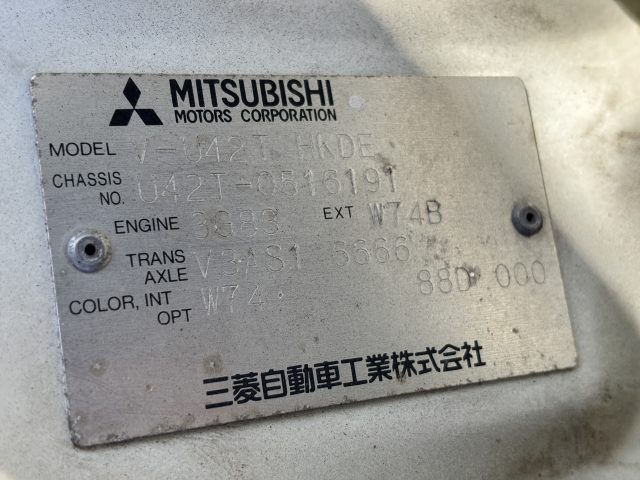 MITSUBISHI
MOTORS CORPORATION
MODEL V-U42T HKDE
CHASSIS NO. U42T-0516191
ENGINE 3G83 EXT W74B
TRANS AXLE V3AS1 6666
COLOR, INT OPT W74 88D 000
三菱自動車工業株式会社